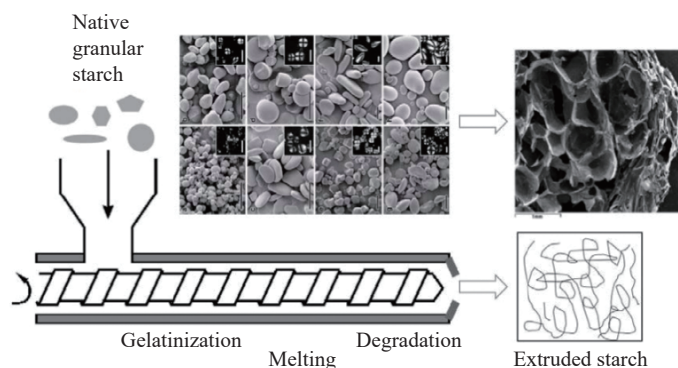 Native
granular
starch
Gelatinization
Melting
Degradation
Extruded starch